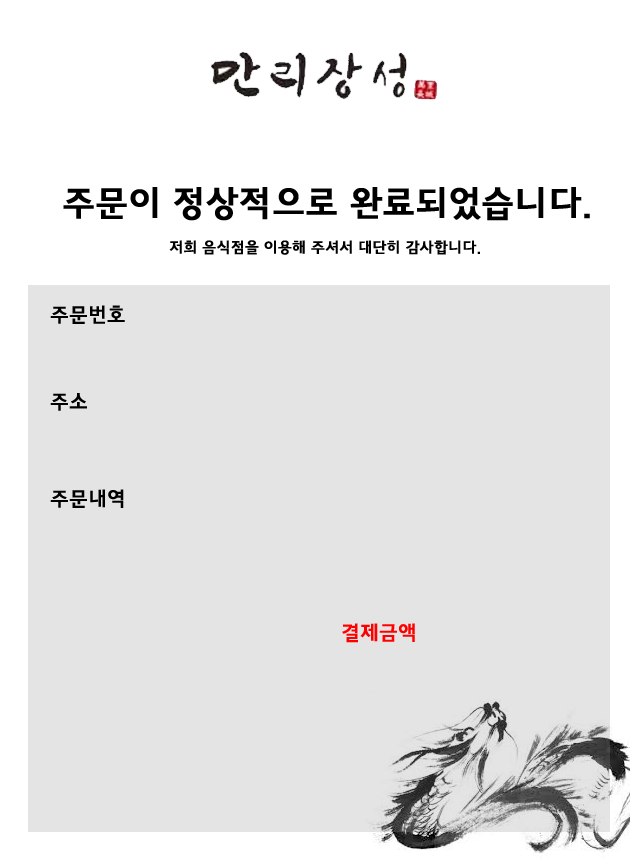 만리장성
주문이 정상적으로 완료되었습니다.
저희 음식점을 이용해 주셔서 대단히 감사합니다.
주문번호
주소
주문내역
결제금액